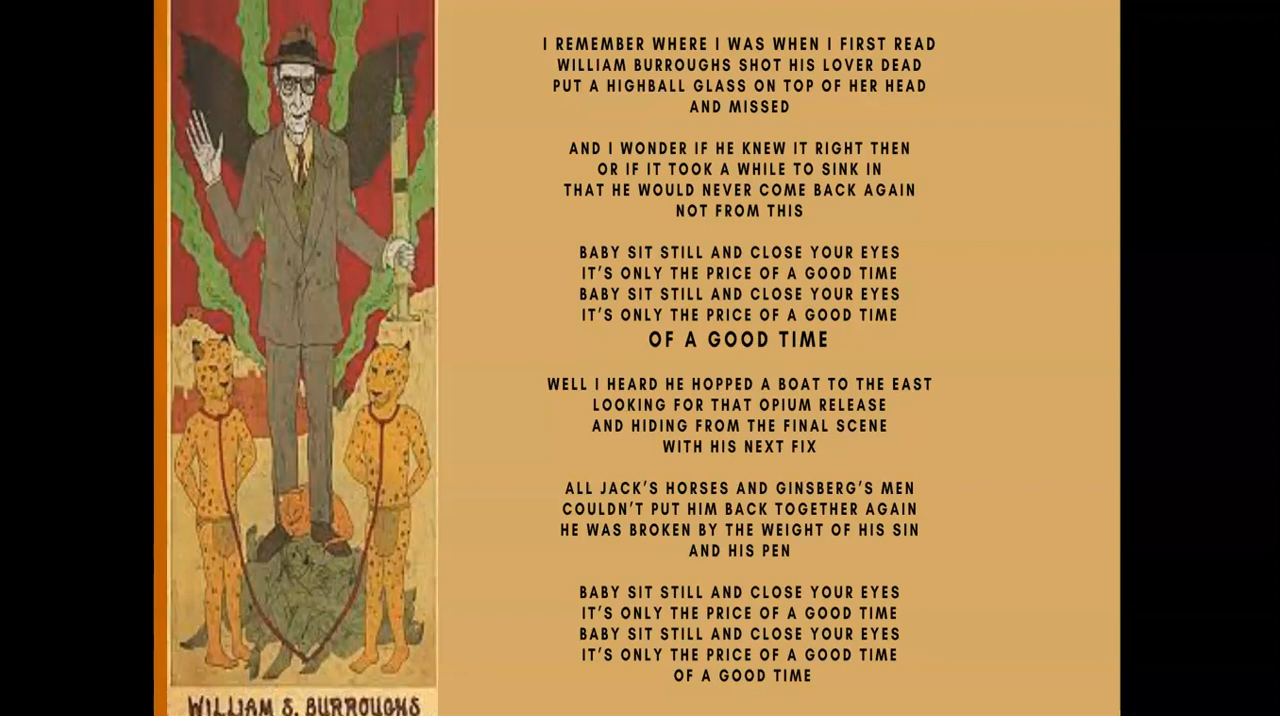 I REMEMBER WHERE I WAS WHEN I FIRST READ
WILLIAM BURROUGHS SHOT HIS LOVER DEAD
PUT A HIGHBALL GLASS ON TOP OF HER HEAD
AND MISSED
AND I WONDER IF HE KNEW IT RIGHT THEN
OR IF IT TOOK A WHILE TO SINK IN
THAT HE WOULD NEVER COME BACK AGAIN
NOT FROM THIS
BABY SIT STILL AND CLOSE YOUR EYES
IT'S ONLY THE PRICE OF A GOOD TIME
BABY SIT STILL AND CLOSE YOUR EYES
IT'S ONLY THE PRICE OF A GOOD TIME
OF A GOOD TIME
WELL I HEARD HE HOPPED A BOAT TO THE EAST
LOOKING FOR THAT OPIUM RELEASE
AND HIDING FROM THE FINAL SCENE
WITH HIS NEXT FIX
ALL JACK'S HORSES AND GINSBERG'S MEN
COULDN'T PUT HIM BACK TOGETHER AGAIN
HE WAS BROKEN BY THE WEIGHT OF HIS SIN
AND HIS PEN
BABY SIT STILL AND CLOSE YOUR EYES
IT'S ONLY THE PRICE OF A GOOD TIME
BABY SIT STILL AND CLOSE YOUR EYES
IT'S ONLY THE PRICE OF A GOOD TIME
OF A GOOD TIME
WILLIAM S. BURROUGHS